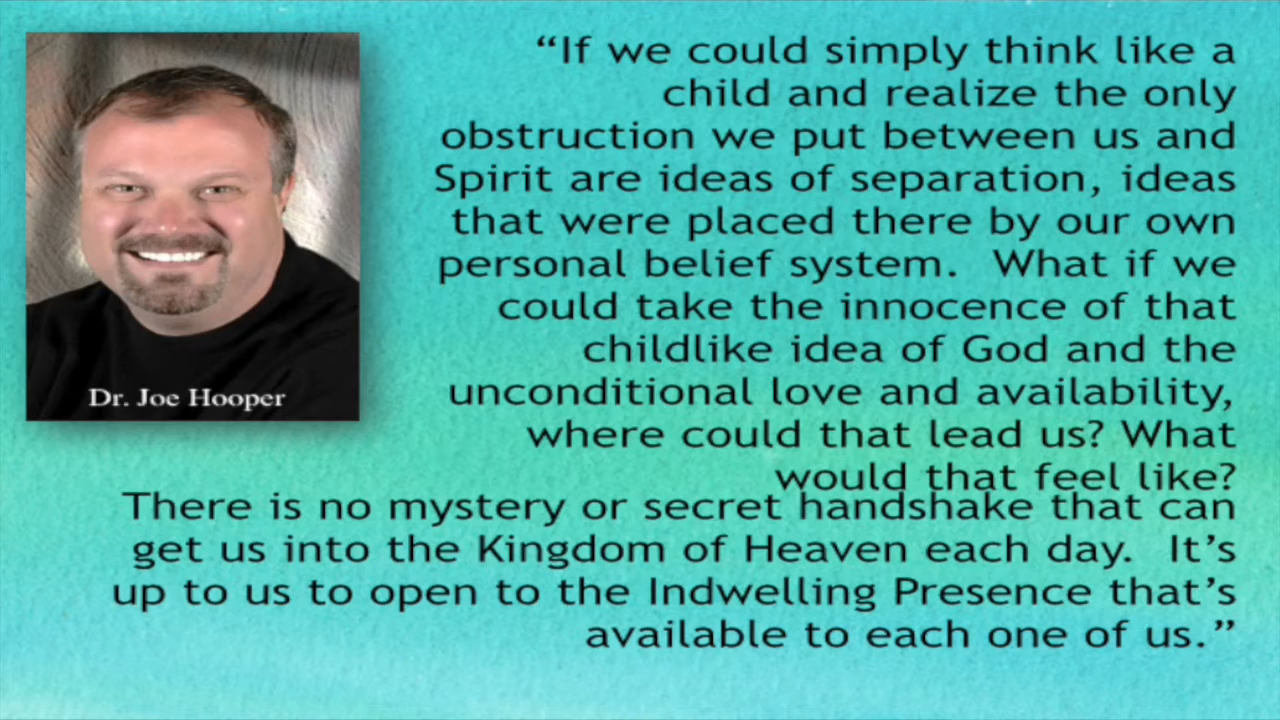 Dr. Joe Hooper
“If we could simply think like a
child and realize the only
obstruction we put between us and
Spirit are ideas of separation, ideas
that were placed there by our own
personal belief system.  What if we
could take the innocence of that
childlike idea of God and the
unconditional love and availability,
where could that lead us? What
would that feel like?
There is no mystery or secret handshake that can
get us into the Kingdom of Heaven each day.  It’s
up to us to open to the Indwelling Presence that’s
available to each one of us.”